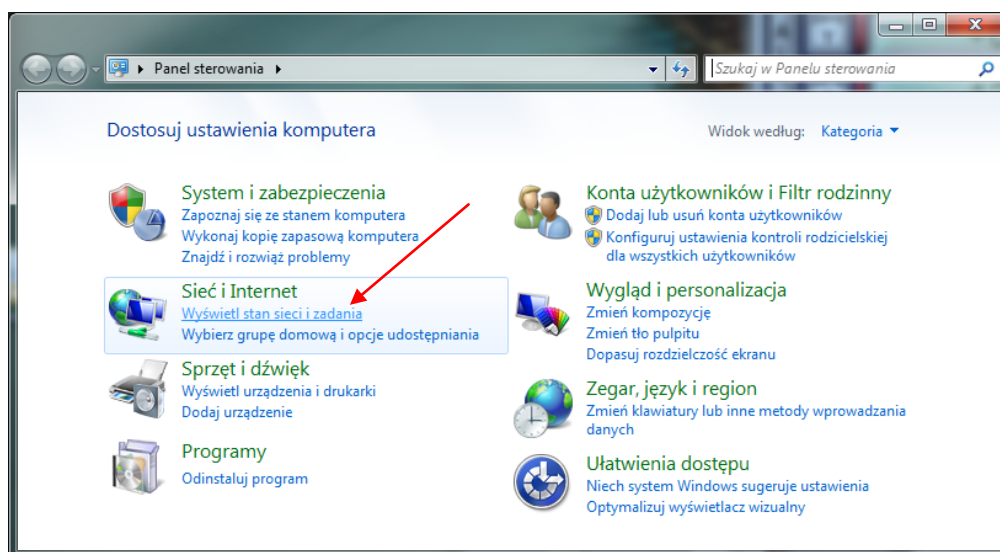 Panel sterowania
Szukaj w Panelu sterowania
Dostosuj ustawienia komputera
Widok według: Kategoria
System i zabezpieczenia
Zapoznaj się ze stanem komputera
Wykonaj kopię zapasową komputera
Znajdź i rozwiąż problemy
Sieć i Internet
Wyświetl stan sieci i zadania
Wybierz grupę domową i opcje udostępniania
Sprzęt i dźwięk
Wyświetl urządzenia i drukarki
Dodaj urządzenie
Programy
Odinstaluj program
Konta użytkowników i Filtr rodzinny
Dodaj lub usuń konta użytkowników
Konfiguruj ustawienia kontroli rodzicielskiej
dla wszystkich użytkowników
Wygląd i personalizacja
Zmień kompozycję
Zmień tło pulpitu
Dopasuj rozdzielczość ekranu
Zegar, język i region
Zmień klawiatury lub inne metody wprowadzania
danych
Ułatwienia dostępu
Niech system Windows sugeruje ustawienia
Optymalizuj wyświetlacz wizualny